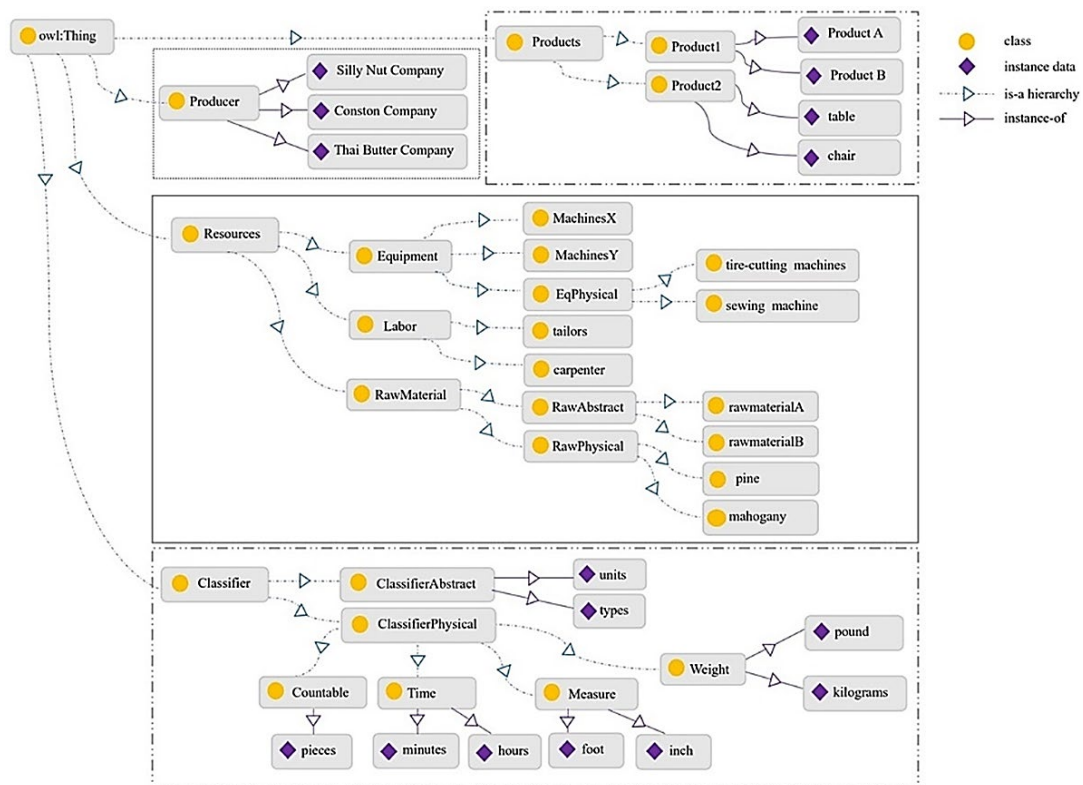 owl:Thing
Products
Product1
Product2
Product A
Product B
table
chair
class
instance data
is-a hierarchy
instance-of
Producer
Silly Nut Company
Conston Company
Thai Butter Company
Resources
Equipment
MachinesX
MachinesY
EqPhysical
tire-cutting machines
sewing machine
Labor
tailors
carpenter
RawMaterial
RawAbstract
RawPhysical
rawmaterialA
rawmaterialB
pine
mahogany
Classifier
ClassifierAbstract
units
types
ClassifierPhysical
Weight
pound
kilograms
Countable
Time
Measure
pieces
minutes
hours
foot
inch